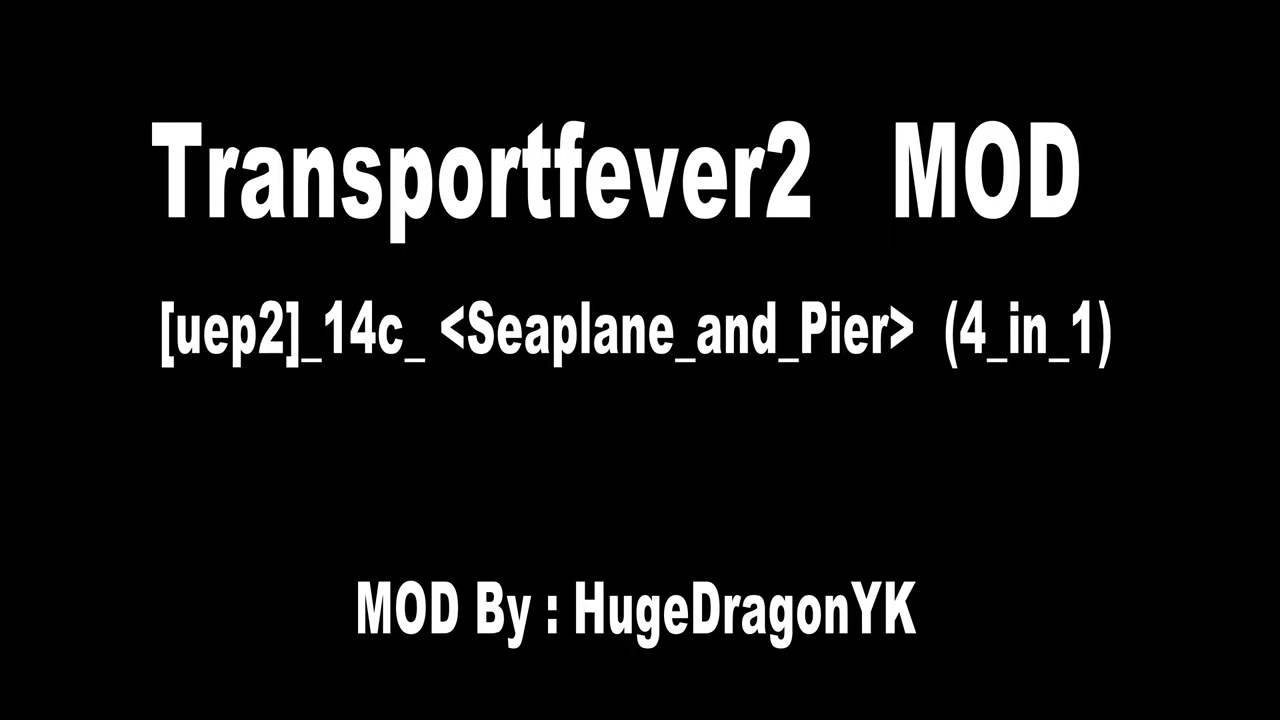 Transportfever2 MOD
[uep2]_14c_ <Seaplane_and_Pier> (4_in_1)
MOD By : HugeDragonYK